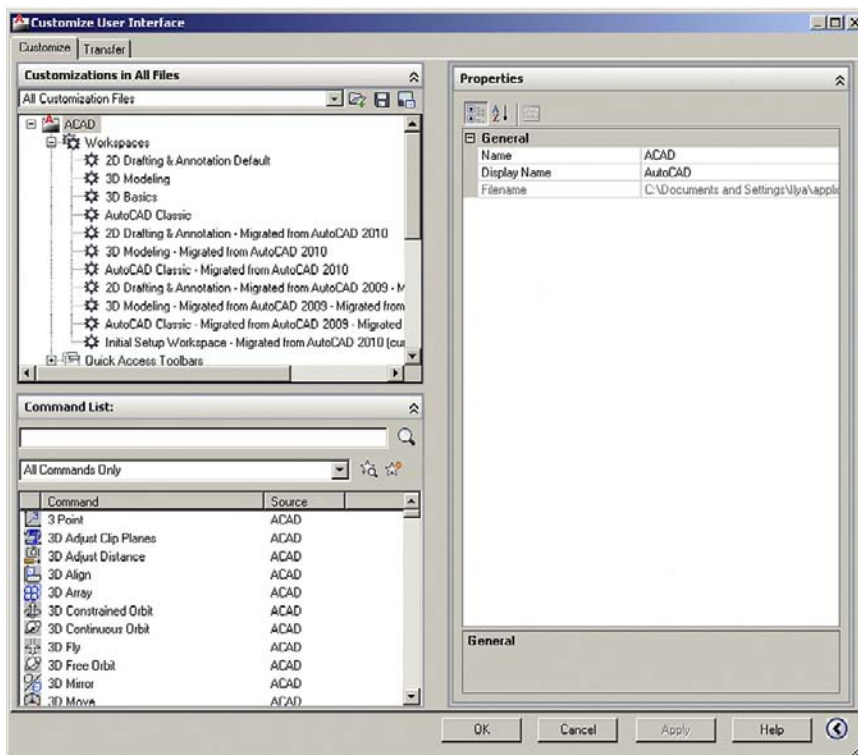 Customize User Interface
Customize Transfer
Customizations in All Files
All Customization Files
ACAD
Workspaces
2D Drafting & Annotation Default
3D Modeling
3D Basics
AutoCAD Classic
2D Drafting & Annotation - Migrated from AutoCAD 2010
3D Modeling - Migrated from AutoCAD 2010
AutoCAD Classic - Migrated from AutoCAD 2010
2D Drafting & Annotation - Migrated from AutoCAD 2009 - M
3D Modeling - Migrated from AutoCAD 2009 - Migrated from
AutoCAD Classic - Migrated from AutoCAD 2009 - Migrated
Initial Setup Workspace - Migrated from AutoCAD 2010 (cu
Quick Access Toolbars
Command List:
All Commands Only
Command Source
3 Point ACAD
3D Adjust Clip Planes ACAD
3D Adjust Distance ACAD
3D Align ACAD
3D Array ACAD
3D Constrained Orbit ACAD
3D Continuous Orbit ACAD
3D Fly ACAD
3D Free Orbit ACAD
3D Mirror ACAD
3D Move ACAD
Properties
General
Name ACAD
Display Name AutoCAD
Filename C:\Documents and Settings\Ilya\applic
General
OK Cancel Apply Help